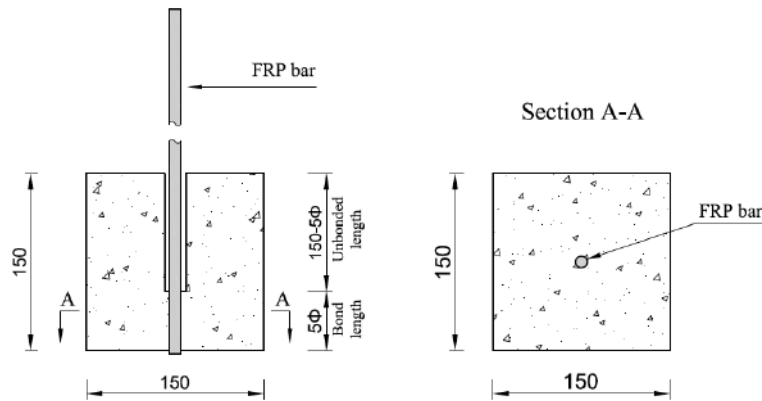 FRP bar
150
A
A
150-5Φ
Unbonded
length
5Φ
Bond
length
150
Section A-A
FRP bar
150
150